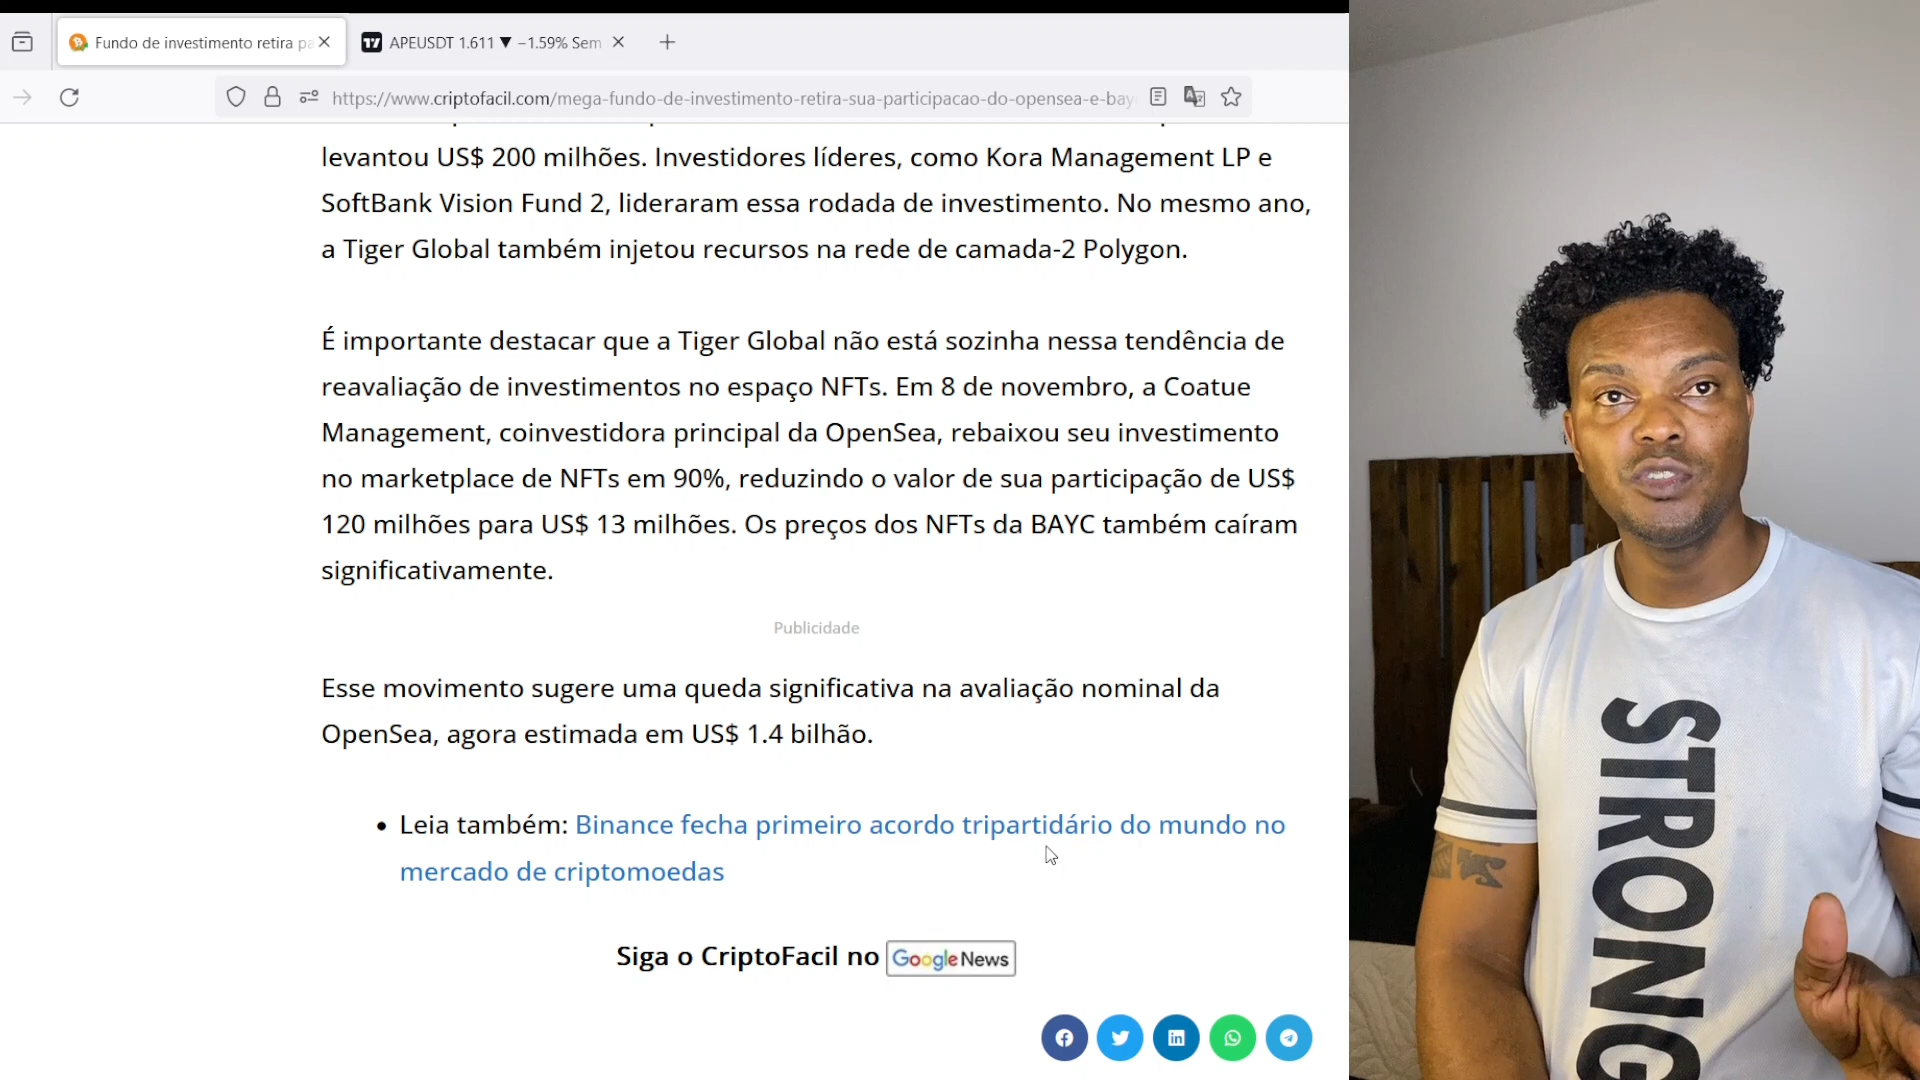 Fundo de investimento retira pa
APEUSDT 1.611 ▼ −1.59% Sem
https://www.criptofacil.com/mega-fundo-de-investimento-retira-sua-participacao-do-opensea-e-bay
levantou US$ 200 milhões. Investidores líderes, como Kora Management LP e
SoftBank Vision Fund 2, lideraram essa rodada de investimento. No mesmo ano,
a Tiger Global também injetou recursos na rede de camada-2 Polygon.
É importante destacar que a Tiger Global não está sozinha nessa tendência de
reavaliação de investimentos no espaço NFTs. Em 8 de novembro, a Coatue
Management, coinvestidora principal da OpenSea, rebaixou seu investimento
no marketplace de NFTs em 90%, reduzindo o valor de sua participação de US$
120 milhões para US$ 13 milhões. Os preços dos NFTs da BAYC também caíram
significativamente.
Publicidade
Esse movimento sugere uma queda significativa na avaliação nominal da
OpenSea, agora estimada em US$ 1.4 bilhão.
• Leia também: Binance fecha primeiro acordo tripartidário do mundo no
mercado de criptomoedas
Siga o CriptoFacil no Google News
STRONG